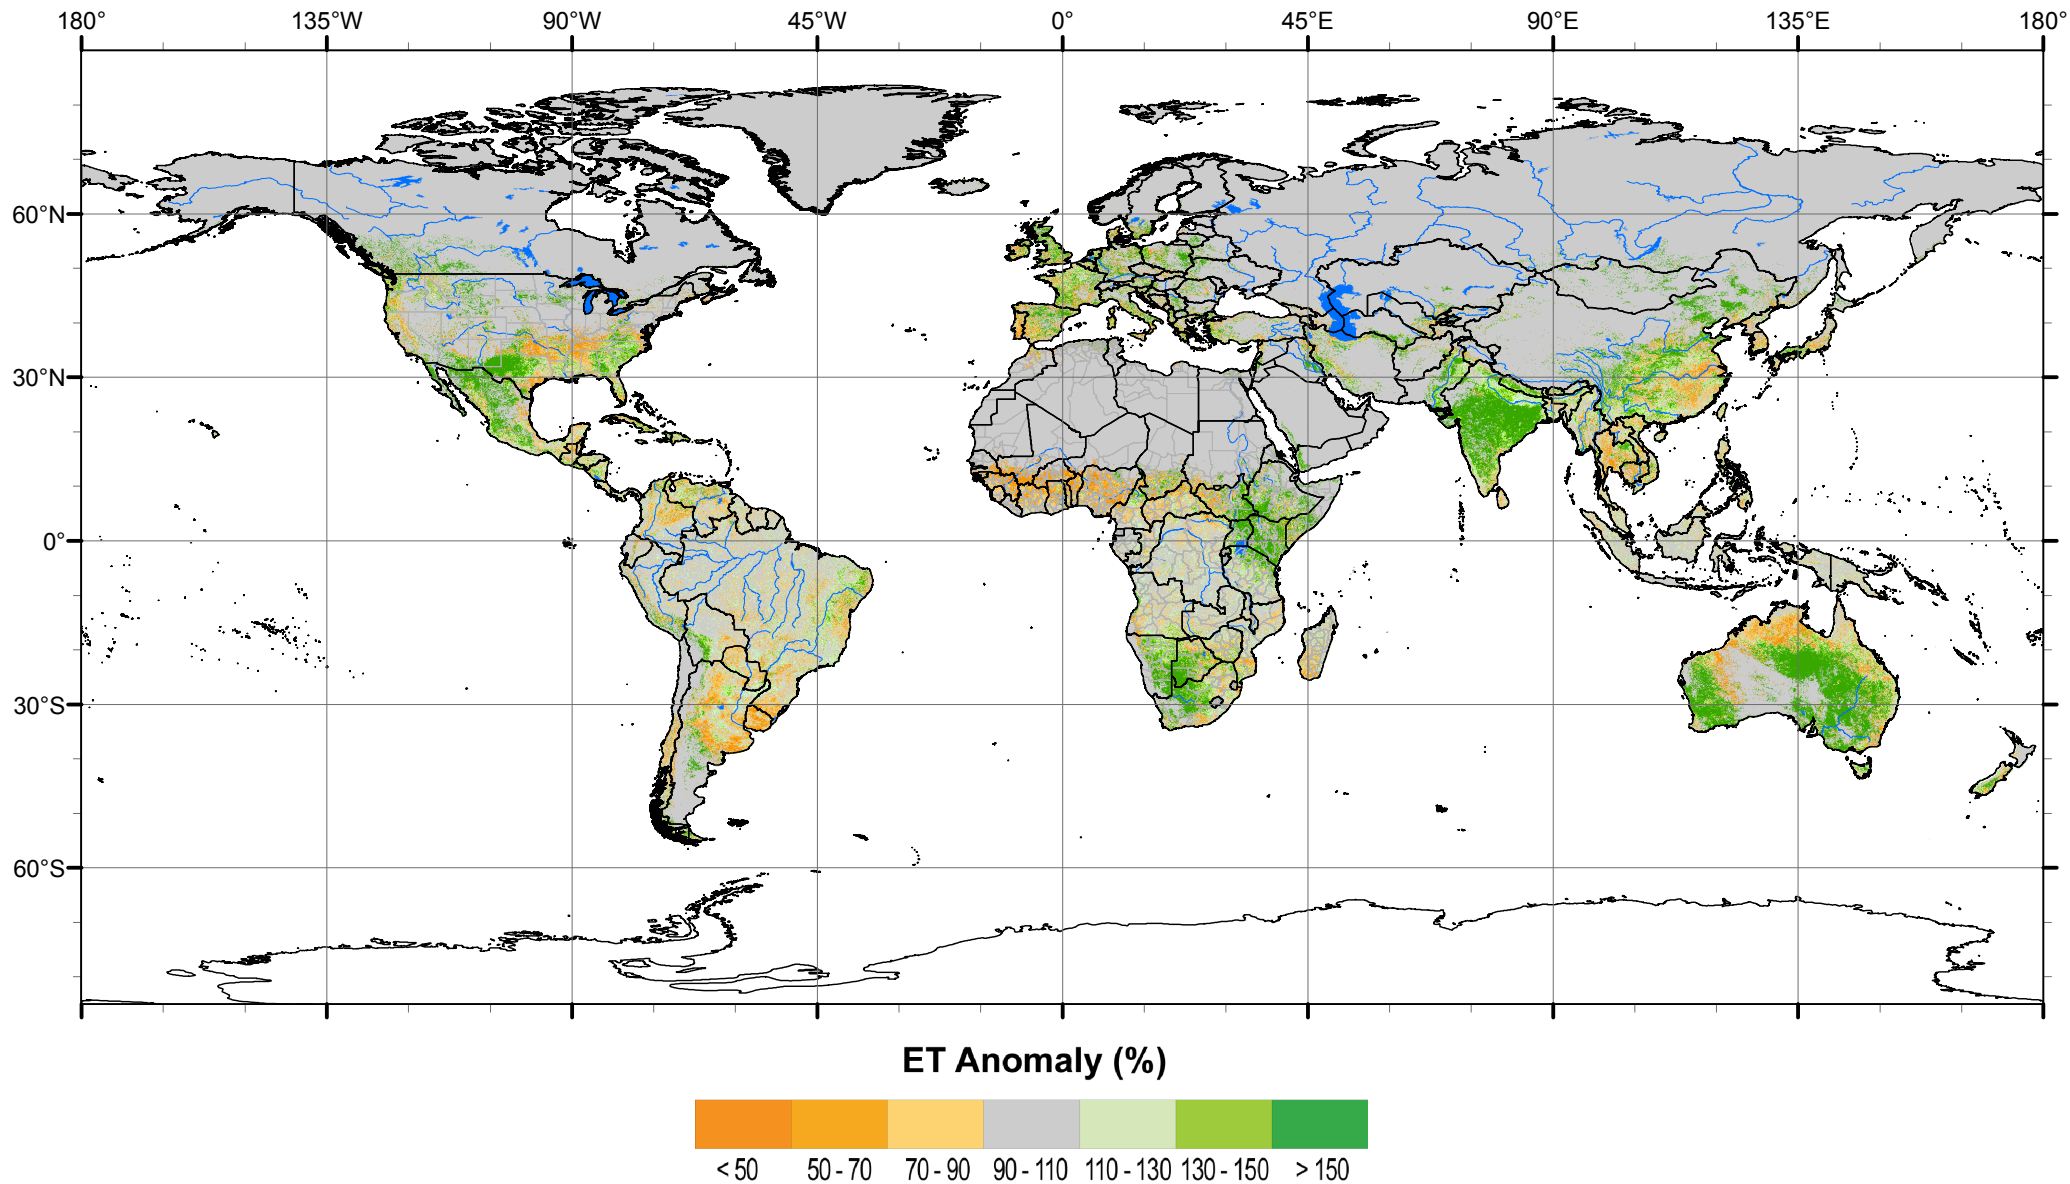 180° 135°W 90°W 45°W 0° 45°E 90°E 135°E 180°
60°N
30°N
0°
30°S
60°S
ET Anomaly (%)
< 50 50 - 70 70 - 90 90 - 110 110 - 130 130 - 150 > 150